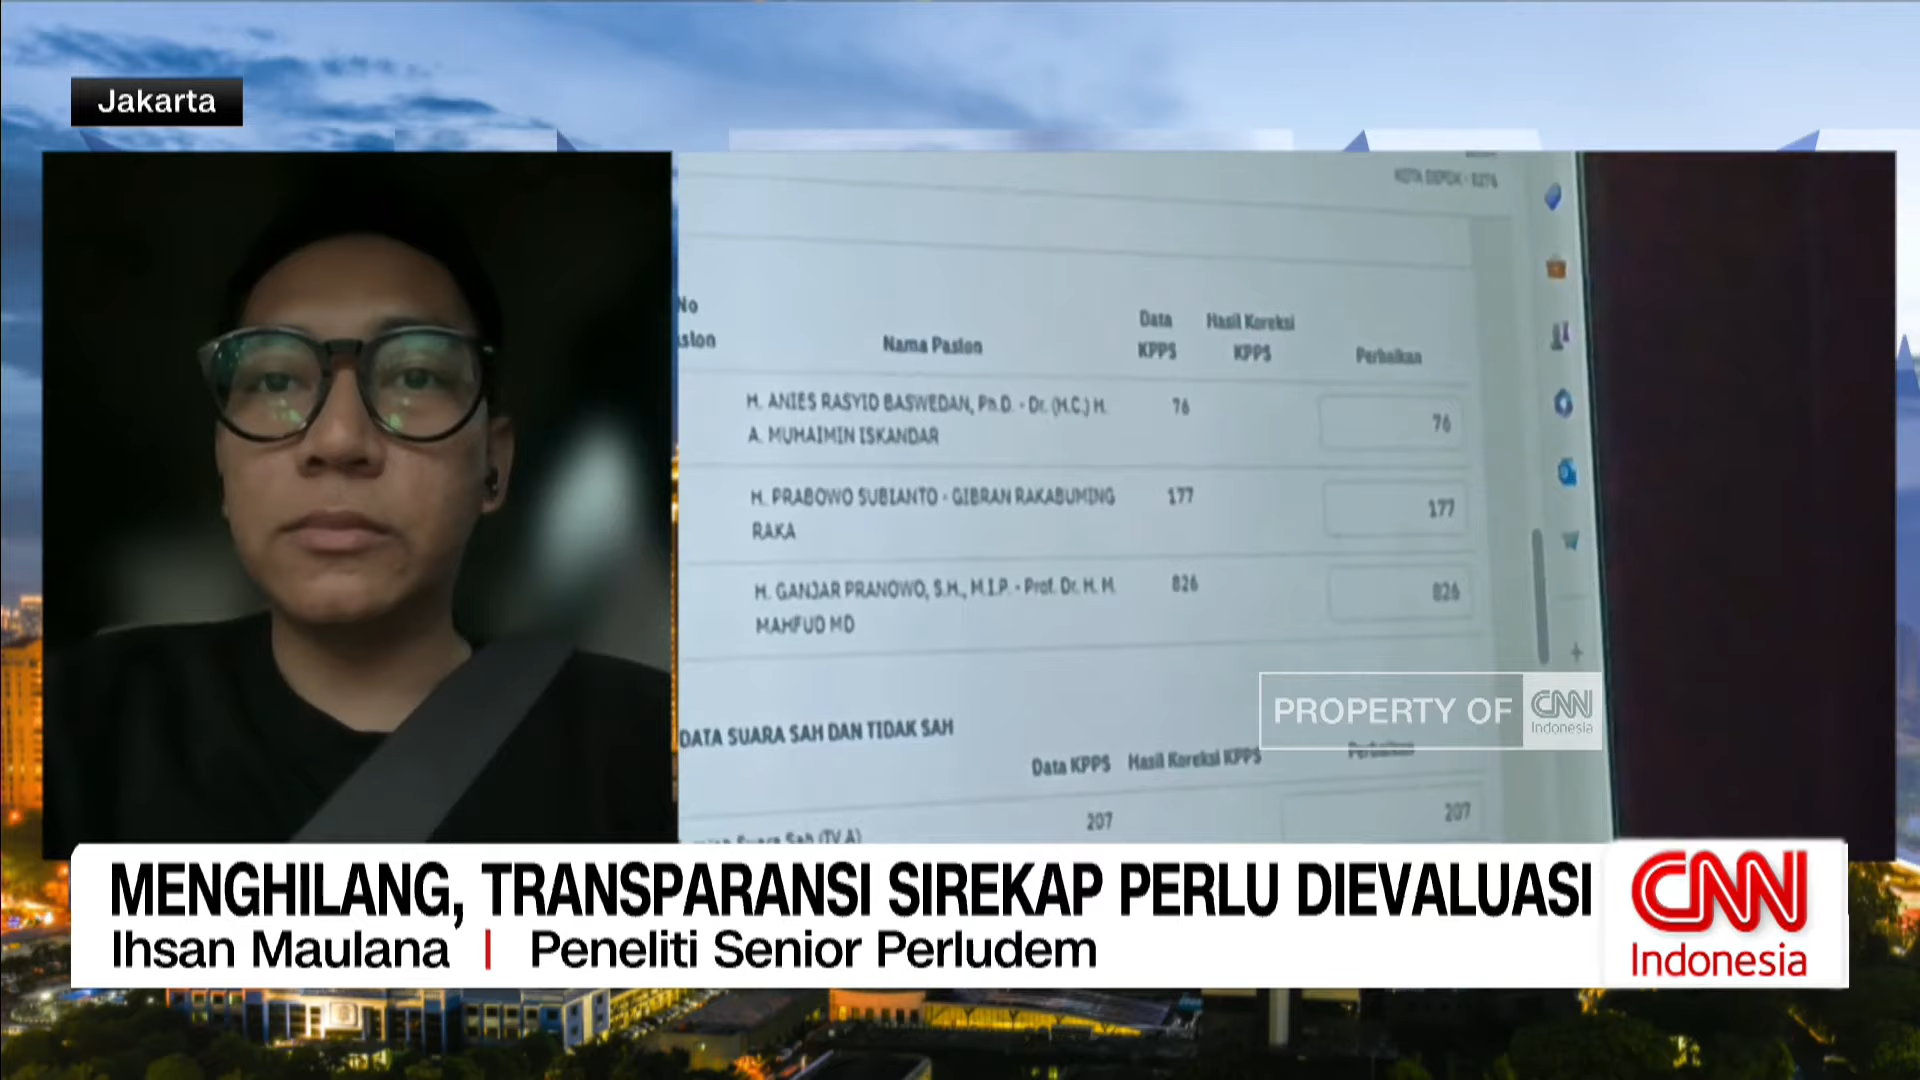 Jakarta
KOTA DEPOK - 8276
No
Data
Hasil Koreksi
Nama Paslon
KPPS
KPPS
Perbaikan
H. ANIES RASYID BASWEDAN, Ph.D. - Dr. (H.C.) H.
76
76
A. MUHAIMIN ISKANDAR
H. PRABOWO SUBIANTO - GIBRAN RAKABUMING
177
177
RAKA
H. GANJAR PRANOWO, S.H., M.I.P. - Prof. Dr. H. M.
826
826
MAHFUD MD
PROPERTY OF CNN Indonesia
DATA SUARA SAH DAN TIDAK SAH
Data KPPS Hasil Koreksi KPPS Perbaikan
207
207
MENGHILANG, TRANSPARANSI SIREKAP PERLU DIEVALUASI
Ihsan Maulana | Peneliti Senior Perludem
CNN
Indonesia